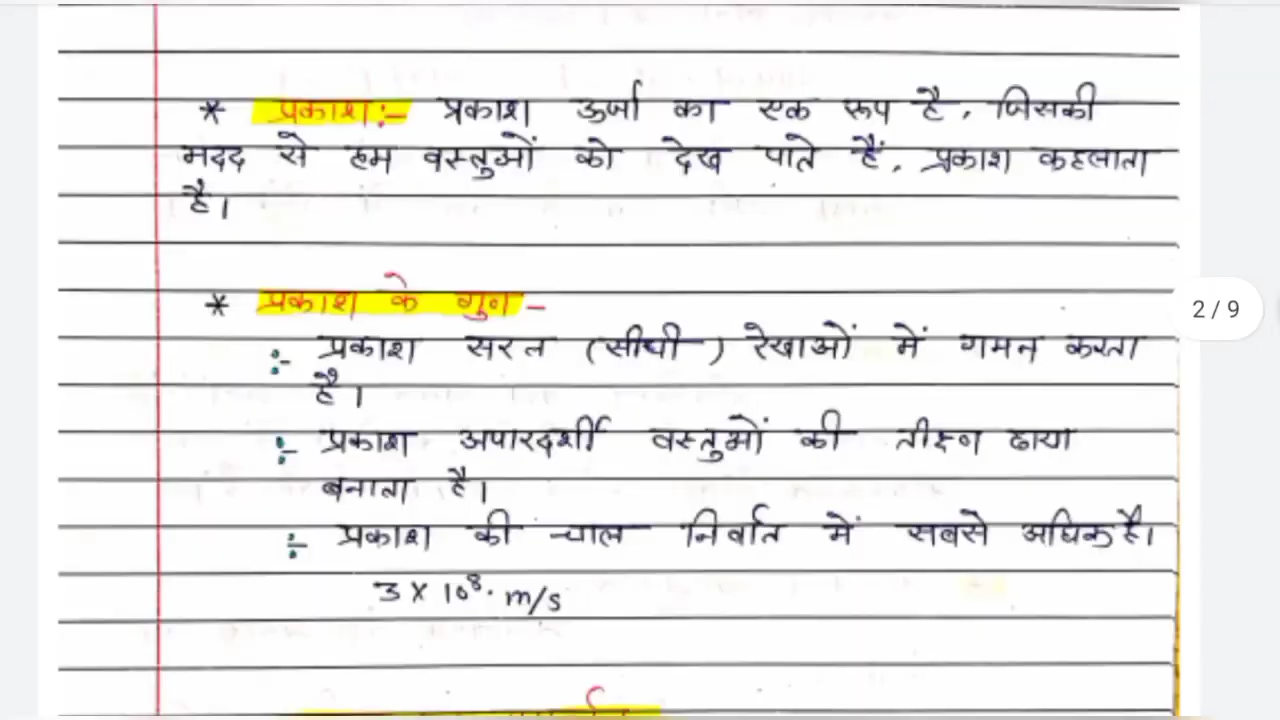 * प्रकाश:- प्रकाश ऊर्जा का एक रूप है, जिसकी
मदद से हम वस्तुओं को देख पाते हैं, प्रकाश कहलाता
है।
* प्रकाश के गुण -
:- प्रकाश सरल (सीधी) रेखाओं में गमन करता
है।
:- प्रकाश अपारदर्शी वस्तुओं की तीक्ष्ण छाया
बनाता है।
:- प्रकाश की चाल निर्वात में सबसे अधिक है।
3 × 10⁸. m/s
2 / 9